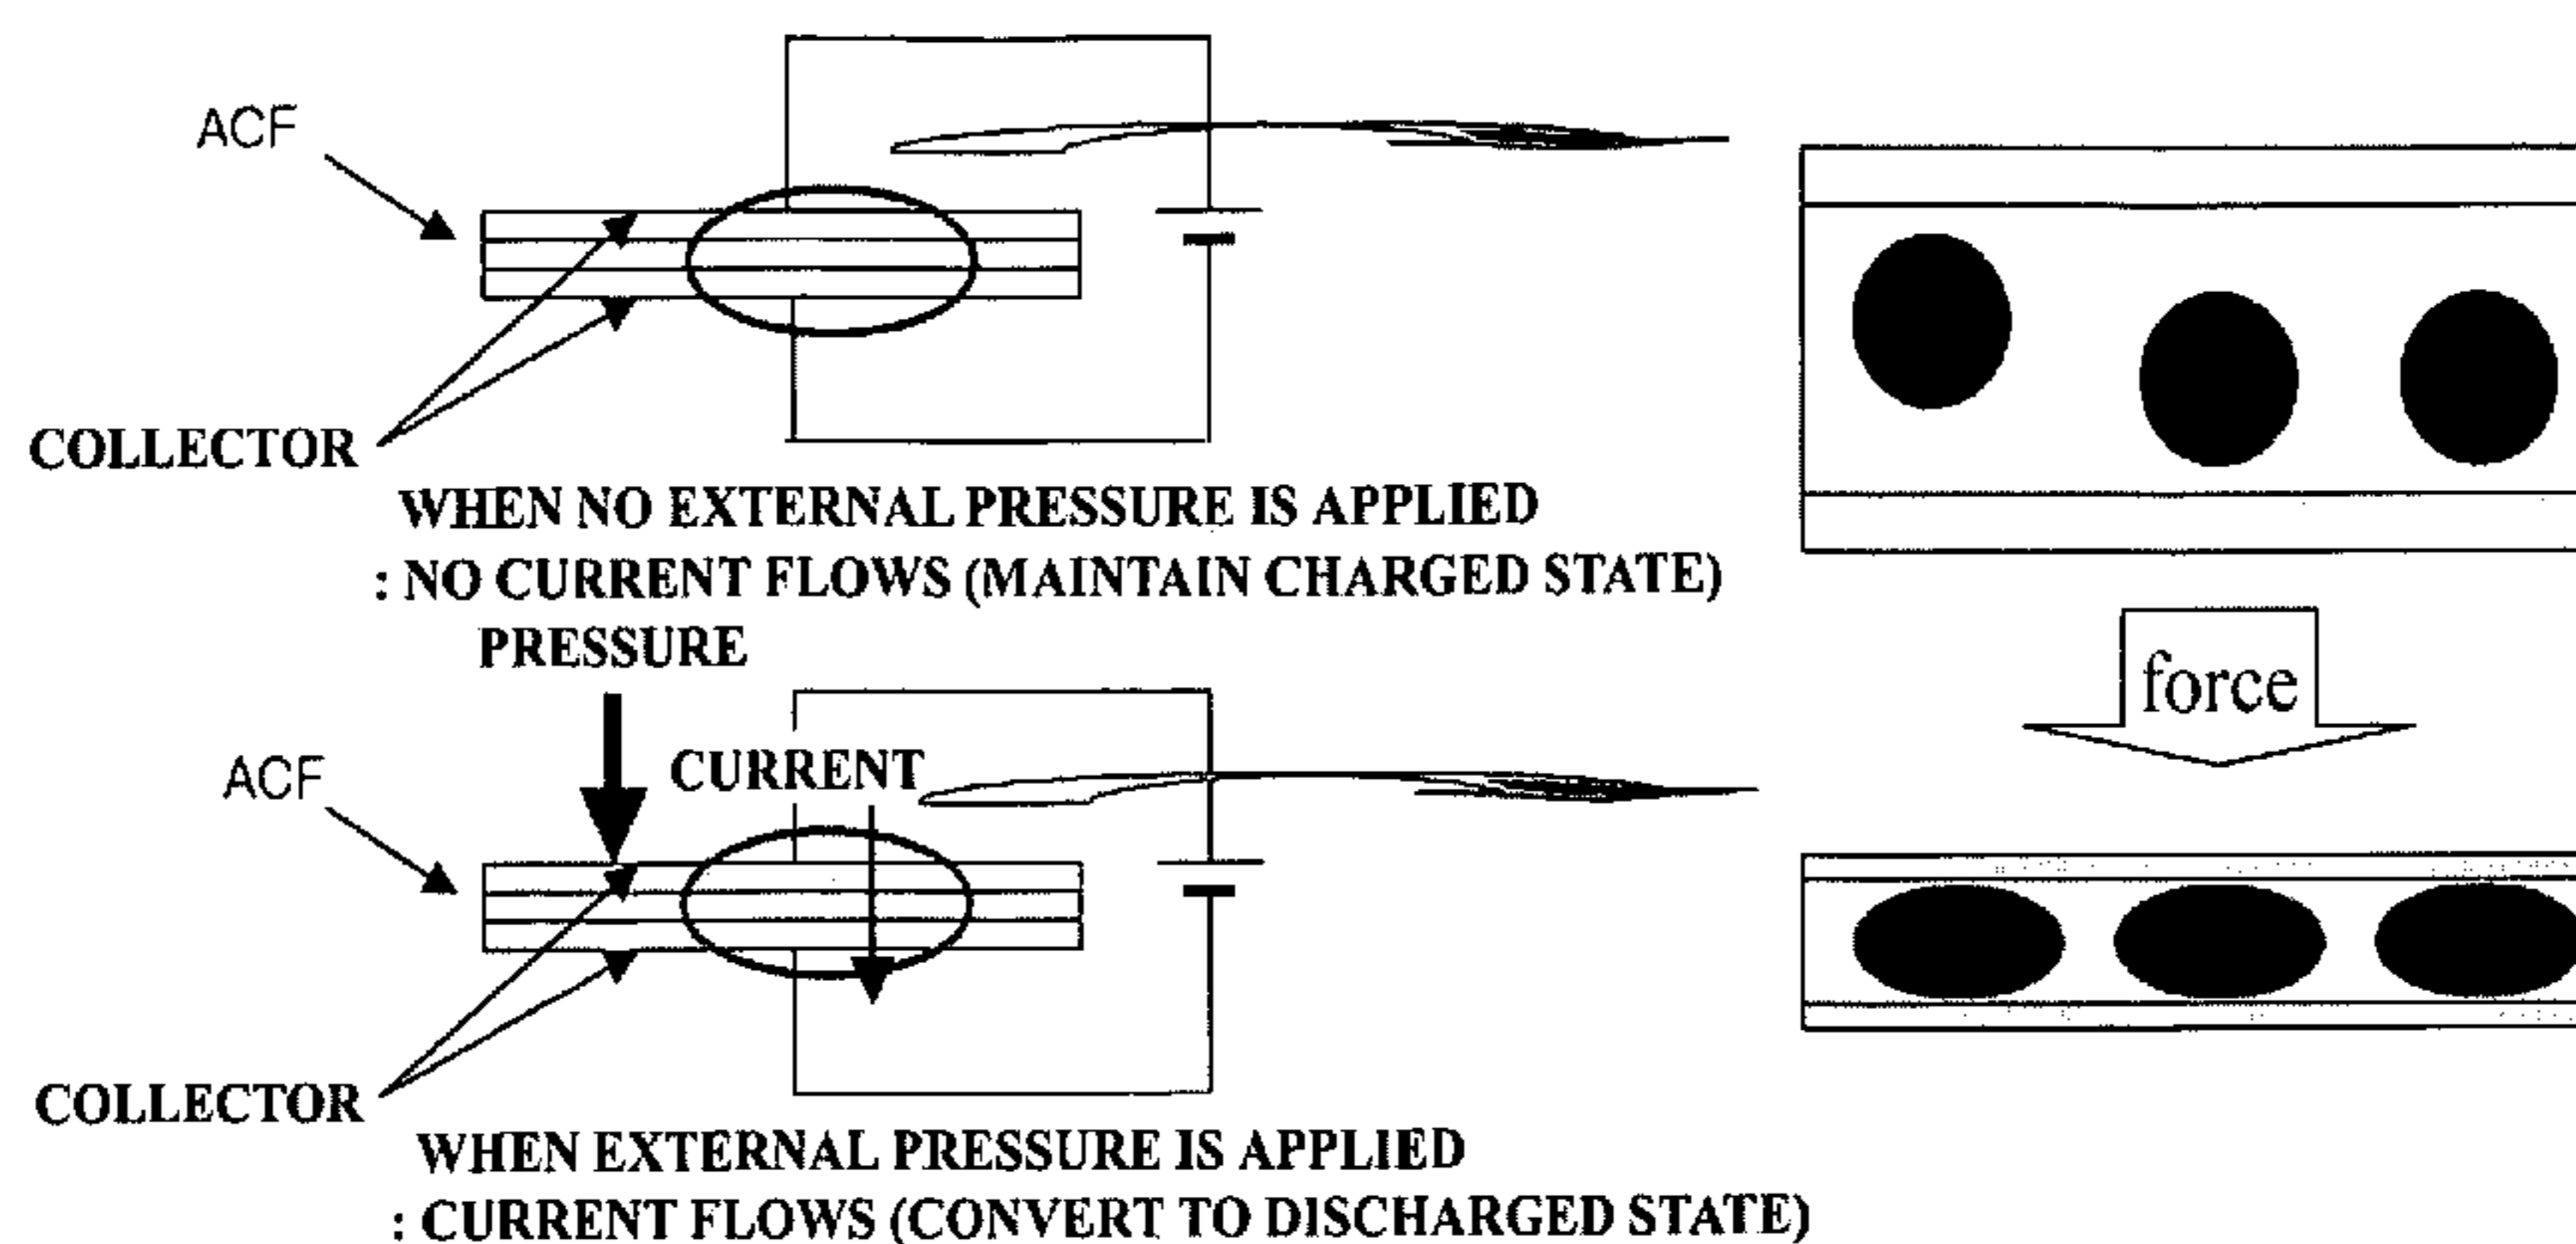 ACF
COLLECTOR
WHEN NO EXTERNAL PRESSURE IS APPLIED
: NO CURRENT FLOWS (MAINTAIN CHARGED STATE)
force
PRESSURE
CURRENT
ACF
COLLECTOR
WHEN EXTERNAL PRESSURE IS APPLIED
: CURRENT FLOWS (CONVERT TO DISCHARGED STATE)